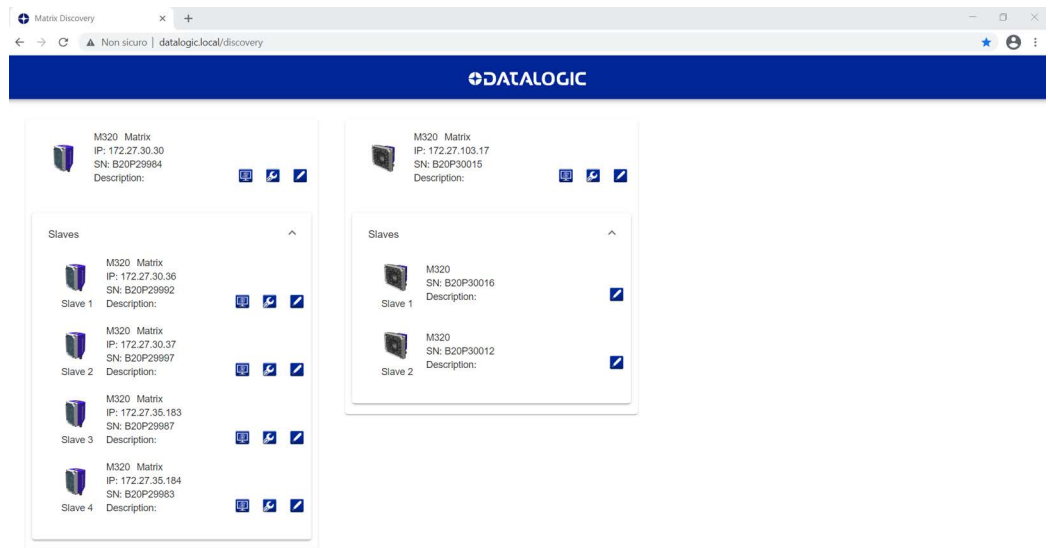 Matrix Discovery
Non sicuro | datalogic.local/discovery
DATALOGIC
M320 Matrix
IP: 172.27.30.30
SN: B20P29984
Description:
Slaves
M320 Matrix
IP: 172.27.30.36
SN: B20P29992
Slave 1 Description:
M320 Matrix
IP: 172.27.30.37
SN: B20P29997
Slave 2 Description:
M320 Matrix
IP: 172.27.35.183
SN: B20P29987
Slave 3 Description:
M320 Matrix
IP: 172.27.35.184
SN: B20P29983
Slave 4 Description:
M320 Matrix
IP: 172.27.103.17
SN: B20P30015
Description:
Slaves
M320
SN: B20P30016
Description:
Slave 1
M320
SN: B20P30012
Description:
Slave 2